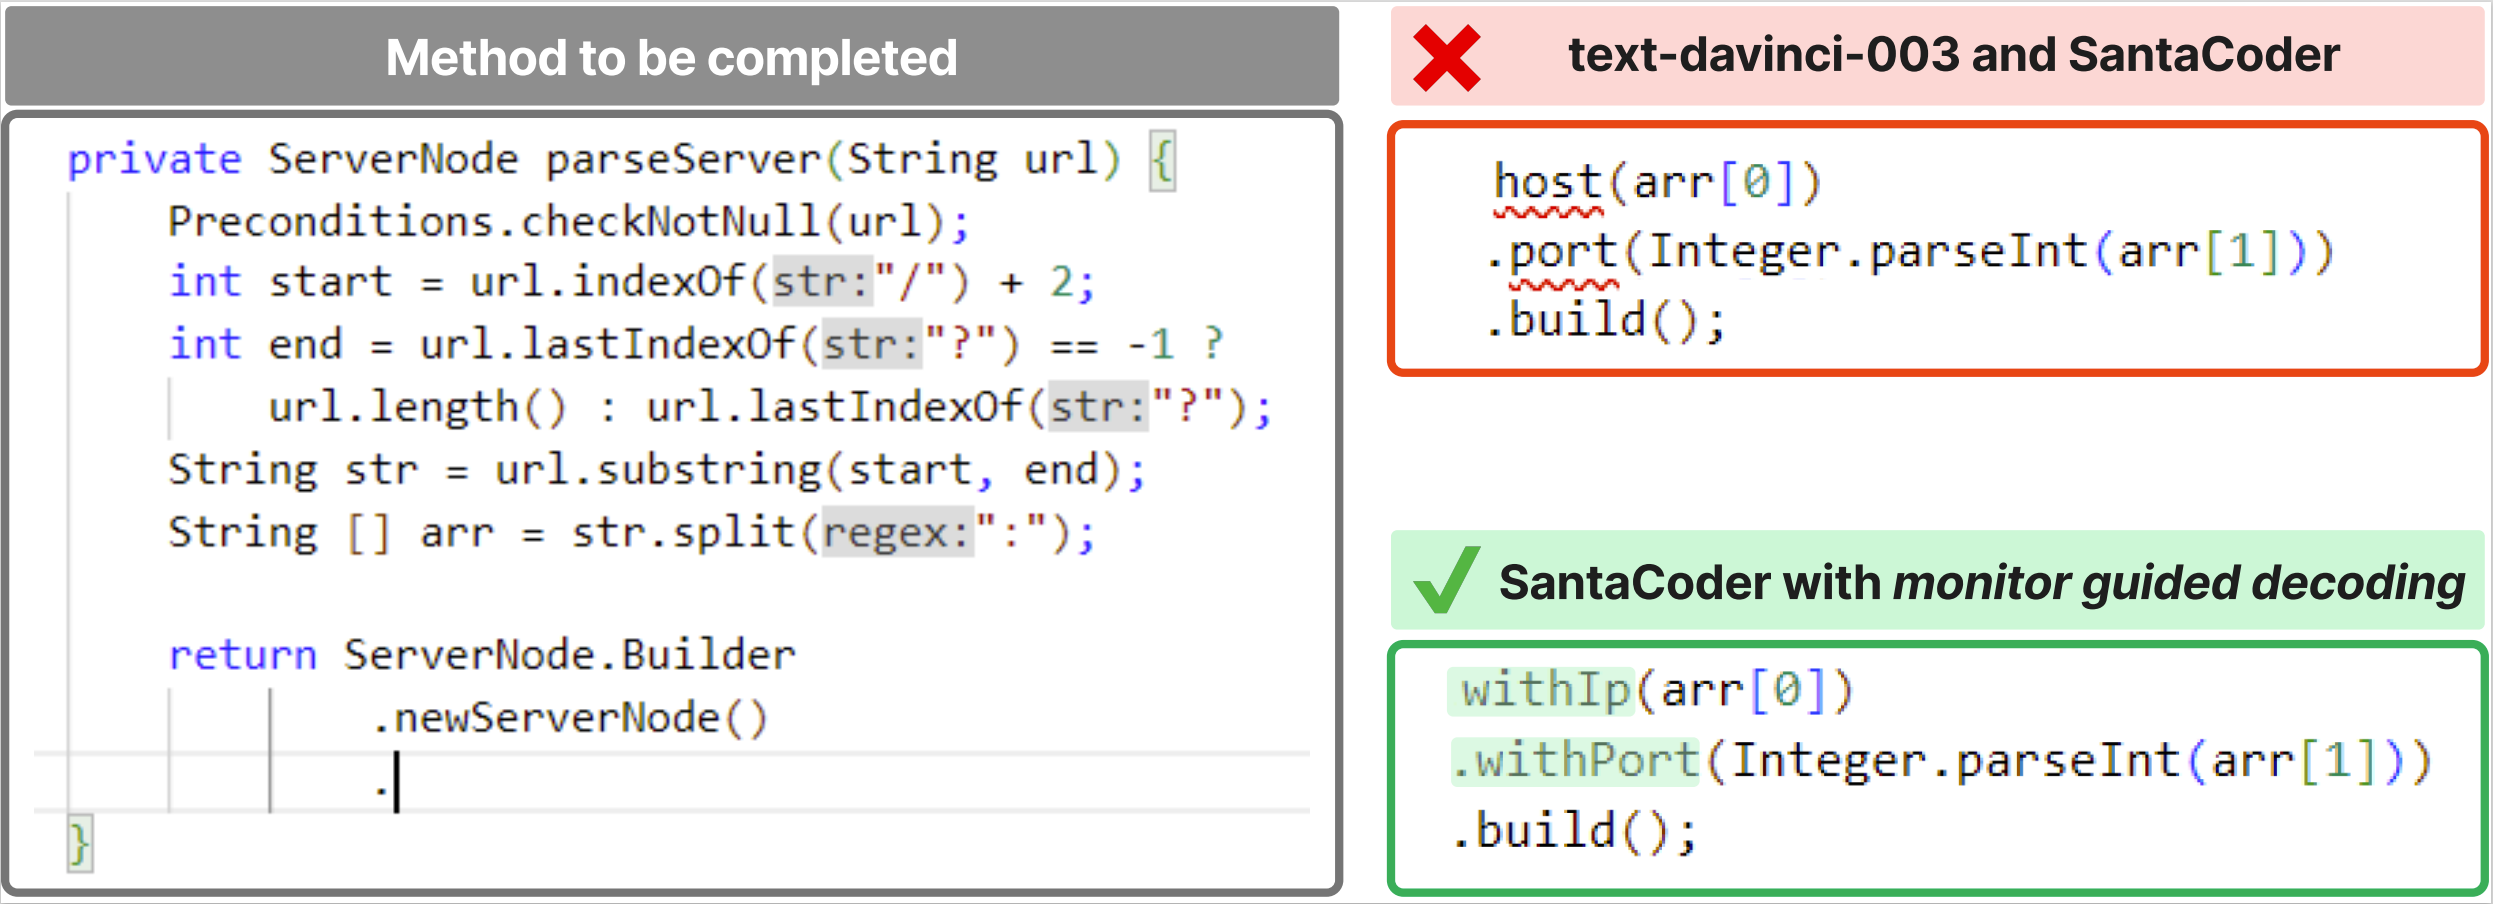 Method to be completed
private ServerNode parseServer(String url) {
Preconditions.checkNotNull(url);
int start = url.indexOf(str:"/") + 2;
int end = url.lastIndexOf(str:"?") == -1 ?
url.length() : url.lastIndexOf(str:"?");
String str = url.substring(start, end);
String [] arr = str.split(regex:":");
return ServerNode.Builder
.newServerNode()
.
}
text-davinci-003 and SantaCoder
host(arr[0])
.port(Integer.parseInt(arr[1]))
.build();
SantaCoder with monitor guided decoding
withIp(arr[0])
.withPort(Integer.parseInt(arr[1]))
.build();